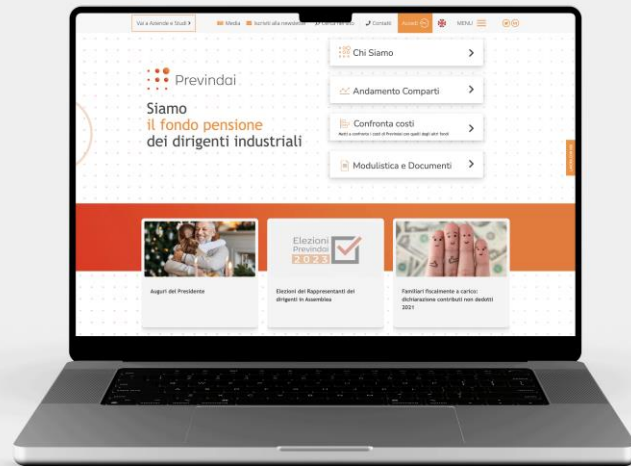 Vai a Aziende e Studi >
Media
Iscriviti alla newsletter
Contatti
Accedi
MENU
Previndai
Siamo
il fondo pensione
dei dirigenti industriali
Chi Siamo
Andamento Comparti
Confronta costi
Modulistica e Documenti
Elezioni
Previndai
2023
Auguri del Presidente
Elezioni dei Rappresentanti dei
dirigenti in Assemblea
Familiari fiscalmente a carico:
dichiarazione contributi non dedotti
2021